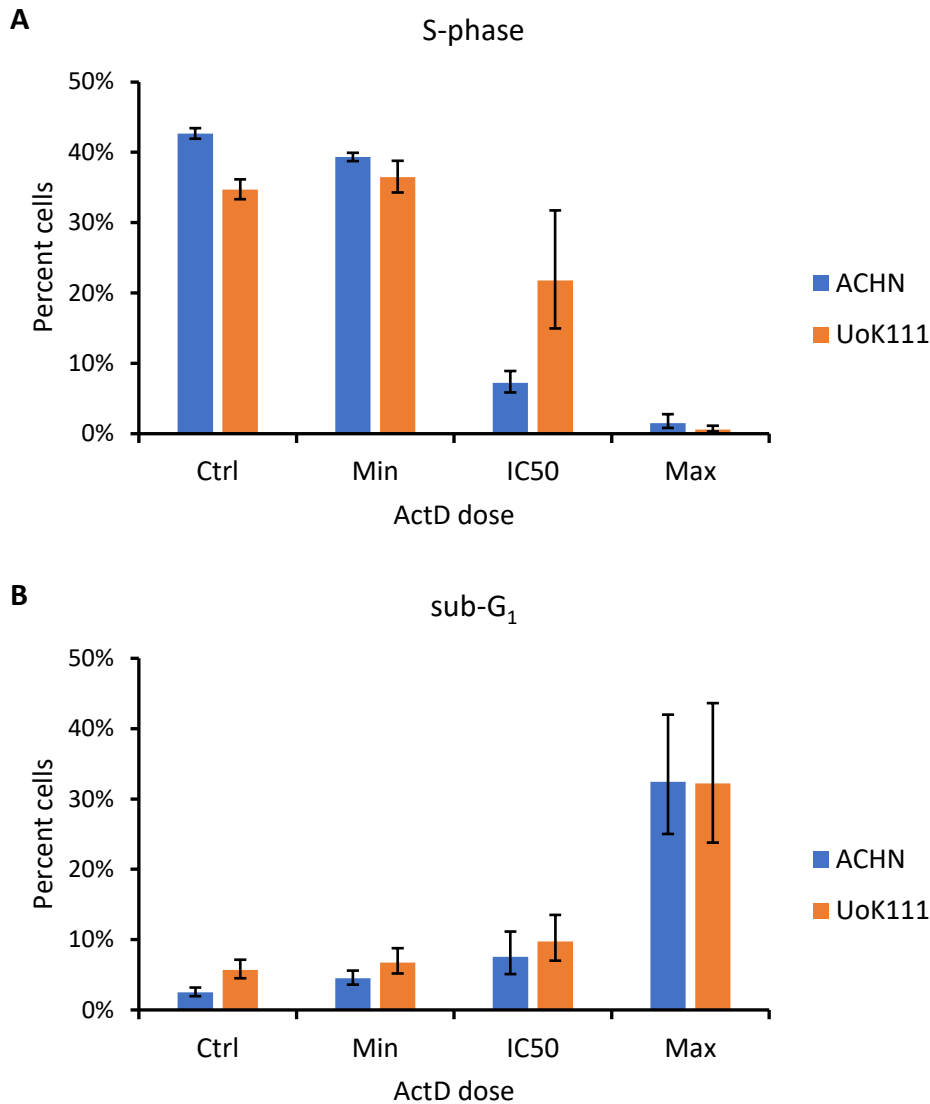 A
S-phase
50%
40%
30%
20%
10%
0%
Percent cells
Ctrl Min IC50 Max
ActD dose
ACHN
UoK111
B
sub-G₁
50%
40%
30%
20%
10%
0%
Percent cells
Ctrl Min IC50 Max
ActD dose
ACHN
UoK111